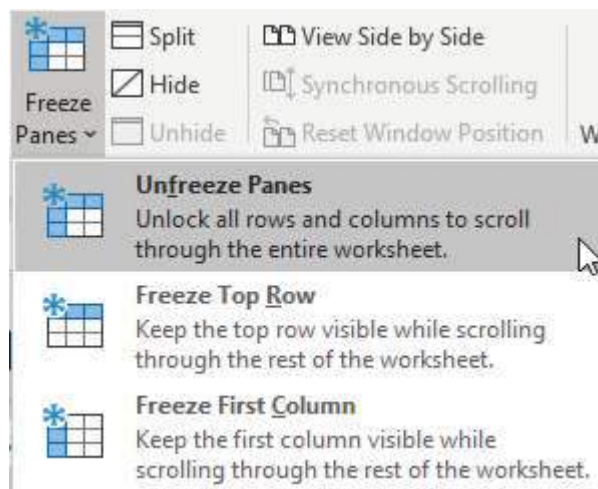 Freeze
Panes
Split
Hide
Unhide
View Side by Side
Synchronous Scrolling
Reset Window Position
W
Unfreeze Panes
Unlock all rows and columns to scroll
through the entire worksheet.
Freeze Top Row
Keep the top row visible while scrolling
through the rest of the worksheet.
Freeze First Column
Keep the first column visible while
scrolling through the rest of the worksheet.